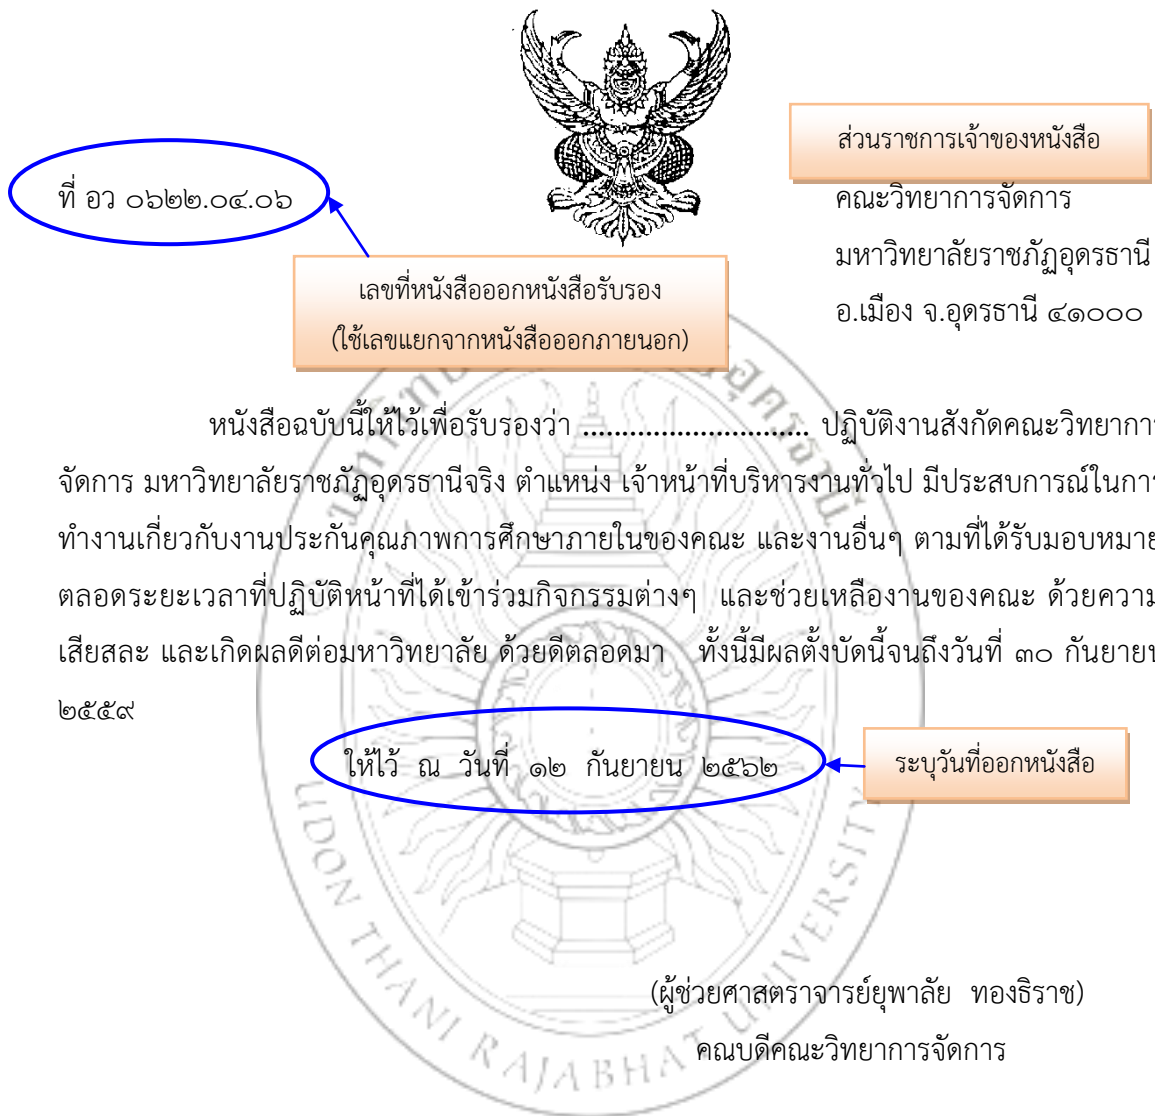 ส่วนราชการเจ้าของหนังสือ
ที่ อว ๐๖๒๒.๐๔.๐๖
คณะวิทยาการจัดการ
มหาวิทยาลัยราชภัฏอุดรธานี
อ.เมือง จ.อุดรธานี ๔๑๐๐๐
เลขที่หนังสือออกหนังสือรับรอง
(ใช้เลขแยกจากหนังสือออกภายนอก)
หนังสือฉบับนี้ให้ไว้เพื่อรับรองว่า ............................. ปฏิบัติงานสังกัดคณะวิทยาการ
จัดการ มหาวิทยาลัยราชภัฏอุดรธานีจริง ตำแหน่ง เจ้าหน้าที่บริหารงานทั่วไป มีประสบการณ์ในการ
ทำงานเกี่ยวกับงานประกันคุณภาพการศึกษาภายในของคณะ และงานอื่นๆ ตามที่ได้รับมอบหมาย
ตลอดระยะเวลาที่ปฏิบัติหน้าที่ได้เข้าร่วมกิจกรรมต่างๆ และช่วยเหลืองานของคณะ ด้วยความ
เสียสละ และเกิดผลดีต่อมหาวิทยาลัย ด้วยดีตลอดมา ทั้งนี้มีผลตั้งบัดนี้จนถึงวันที่ ๓๐ กันยายน
๒๕๕๙
ให้ไว้ ณ วันที่ ๑๒ กันยายน ๒๕๖๒
ระบุวันที่ออกหนังสือ
(ผู้ช่วยศาสตราจารย์ยุพาลัย ทองธิราช)
คณบดีคณะวิทยาการจัดการ
UDON THANI RAJABHAT UNIVERSITY